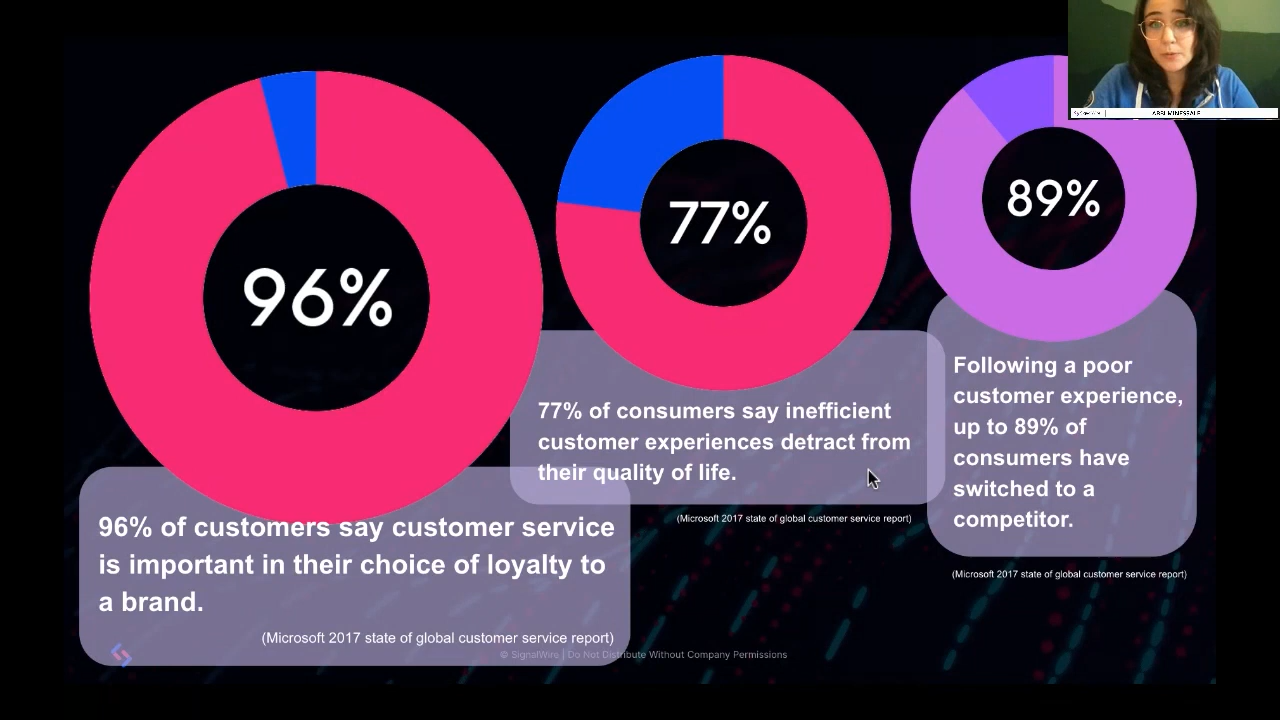 96%
77%
89%
SignalWire
ABBI MINESSALE
Following a poor
customer experience,
up to 89% of
consumers have
switched to a
competitor.
(Microsoft 2017 state of global customer service report)
77% of consumers say inefficient
customer experiences detract from
their quality of life.
(Microsoft 2017 state of global customer service report)
96% of customers say customer service
is important in their choice of loyalty to
a brand.
(Microsoft 2017 state of global customer service report)
© SignalWire | Do Not Distribute Without Company Permissions